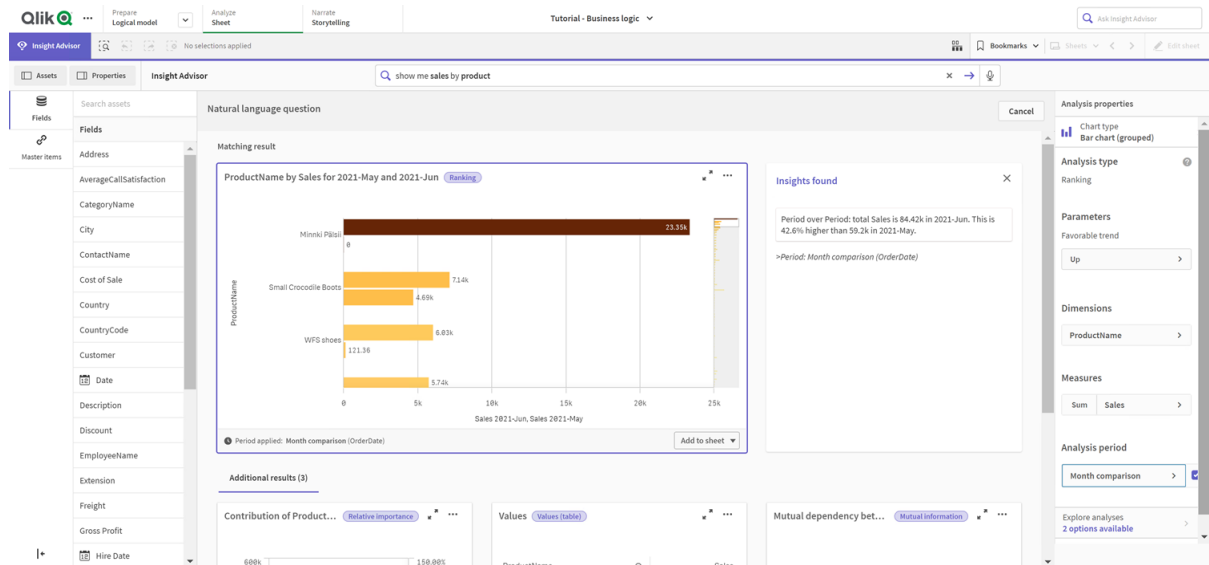 Qlik
Prepare
Logical model
Analyze
Sheet
Narrate
Storytelling
Tutorial - Business logic
Ask Insight Advisor
Insight Advisor
No selections applied
Bookmarks
Sheets
Edit sheet
Assets
Properties
Insight Advisor
show me sales by product
Fields
Master items
Search assets
Fields
Address
AverageCallSatisfaction
CategoryName
City
ContactName
Cost of Sale
Country
CountryCode
Customer
Date
Description
Discount
EmployeeName
Extension
Freight
Gross Profit
Hire Date
Natural language question
Cancel
Matching result
ProductName by Sales for 2021-May and 2021-Jun Ranking
ProductName
Minnki Pälsii
23.35k
0
Small Crocodile Boots
7.14k
4.69k
WFS shoes
6.03k
121.36
5.74k
0 5k 10k 15k 20k 25k
Sales 2021-Jun, Sales 2021-May
Period applied: Month comparison (OrderDate)
Add to sheet
Insights found
Period over Period: total Sales is 84.42k in 2021-Jun. This is
42.6% higher than 59.2k in 2021-May.
>Period: Month comparison (OrderDate)
Additional results (3)
Contribution of Product... Relative importance
600k 150.00%
Values Values (table)
ProductName Sales
Mutual dependency bet... Mutual information
Analysis properties
Chart type
Bar chart (grouped)
Analysis type
Ranking
Parameters
Favorable trend
Up
Dimensions
ProductName
Measures
Sum Sales
Analysis period
Month comparison
Explore analyses
2 options available